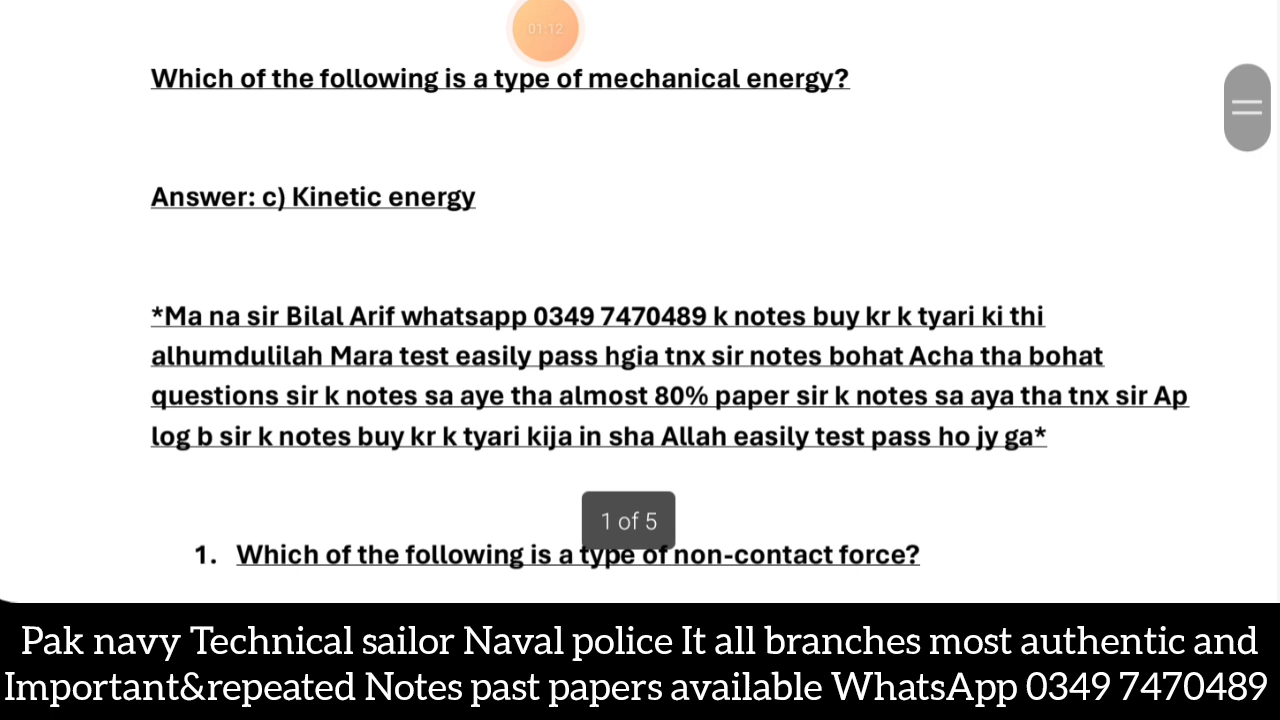 01:12
Which of the following is a type of mechanical energy?
Answer: c) Kinetic energy
*Ma na sir Bilal Arif whatsapp 0349 7470489 k notes buy kr k tyari ki thi
alhumdulilah Mara test easily pass hgia tnx sir notes bohat Acha tha bohat
questions sir k notes sa aye tha almost 80% paper sir k notes sa aya tha tnx sir Ap
log b sir k notes buy kr k tyari kija in sha Allah easily test pass ho jy ga*
1 of 5
1. Which of the following is a type of non-contact force?
Pak navy Technical sailor Naval police It all branches most authentic and
Important&repeated Notes past papers available WhatsApp 0349 7470489